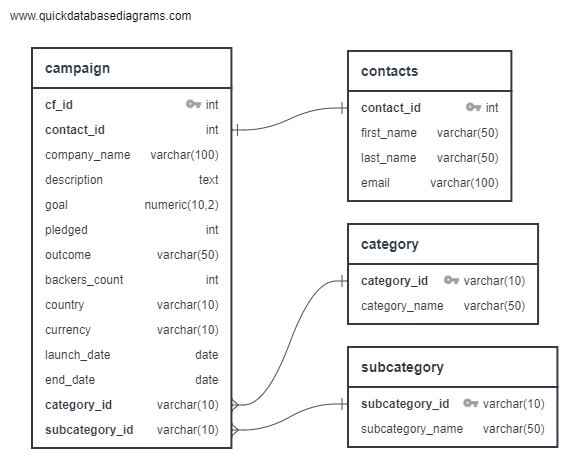 www.quickdatabasediagrams.com
campaign
cf_id int
contact_id int
company_name varchar(100)
description text
goal numeric(10,2)
pledged int
outcome varchar(50)
backers_count int
country varchar(10)
currency varchar(10)
launch_date date
end_date date
category_id varchar(10)
subcategory_id varchar(10)
contacts
contact_id int
first_name varchar(50)
last_name varchar(50)
email varchar(100)
category
category_id varchar(10)
category_name varchar(50)
subcategory
subcategory_id varchar(10)
subcategory_name varchar(50)